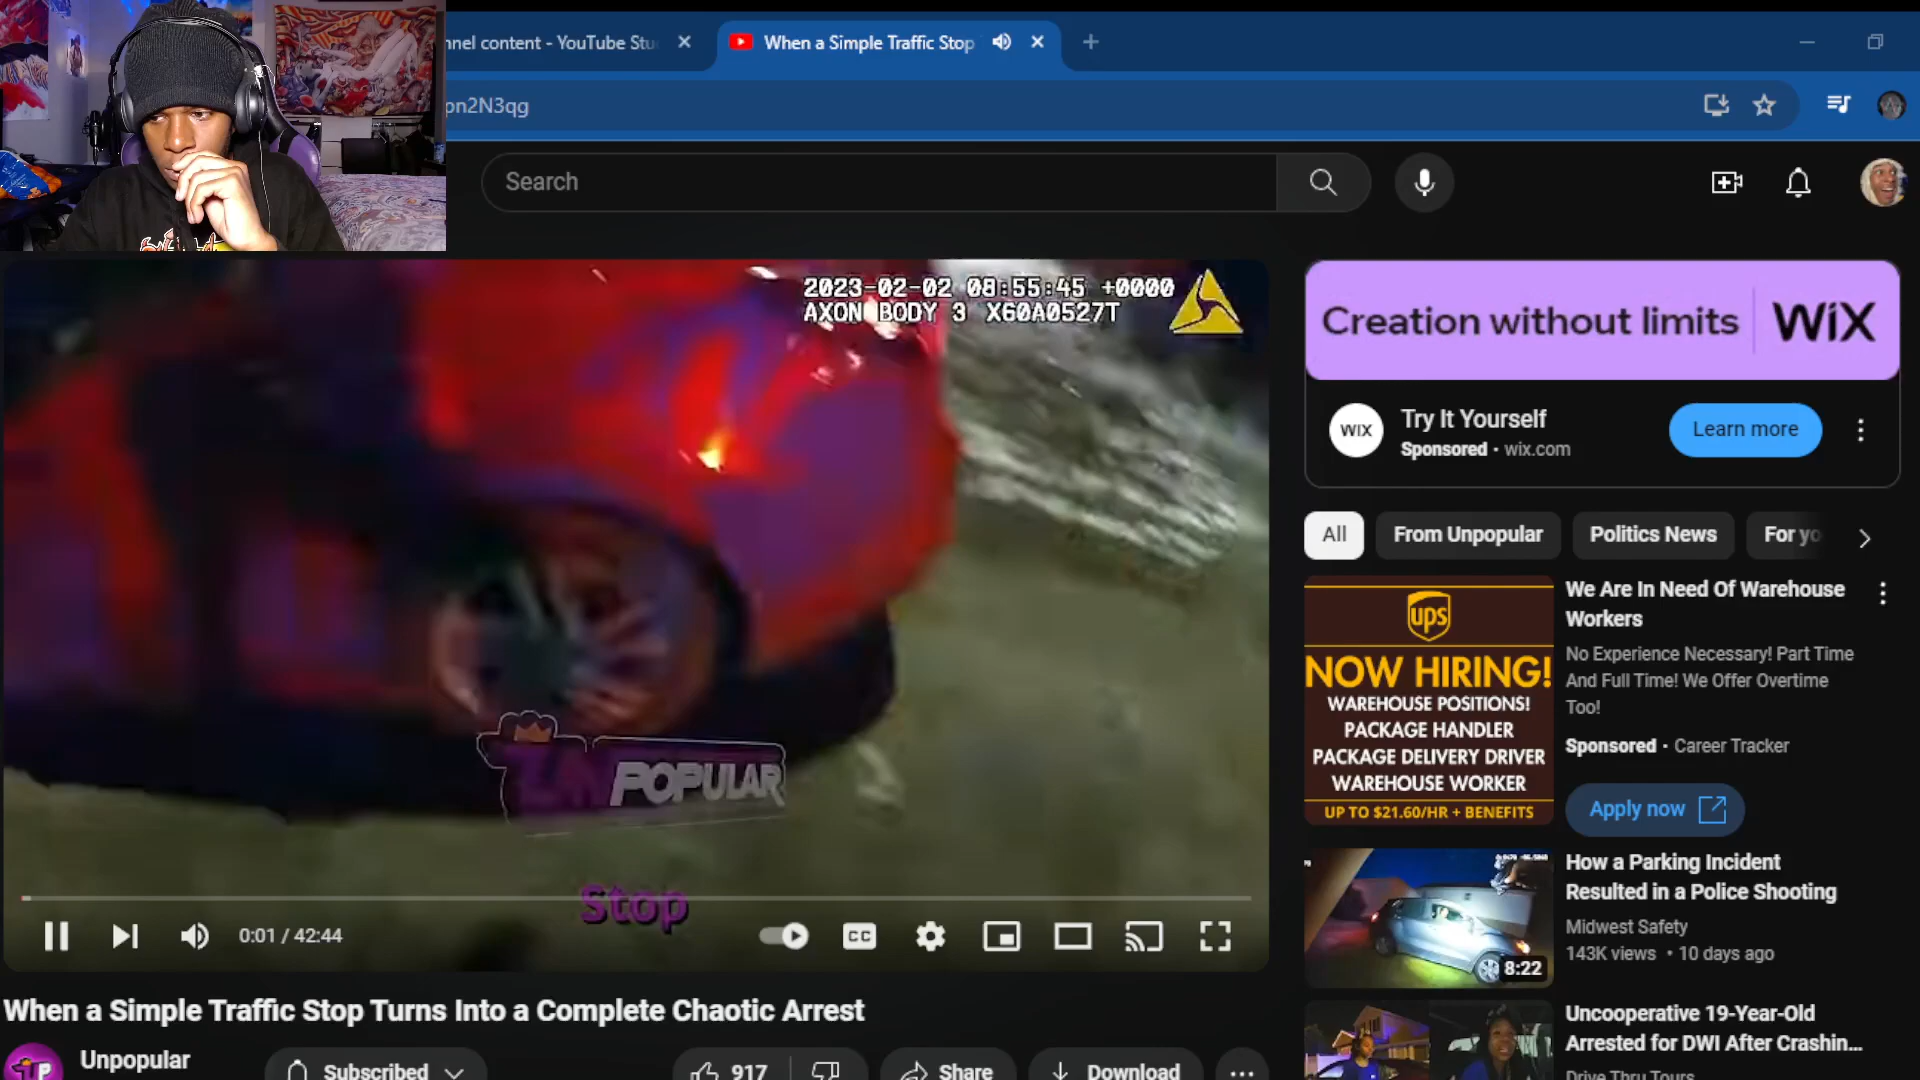 nnel content - YouTube Stu
When a Simple Traffic Stop
pn2N3qg
Search
2023-02-02 08:55:45 +0000
AXON BODY 3 X60A0527T
UNPOPULAR
Stop
0:01 / 42:44
CC
When a Simple Traffic Stop Turns Into a Complete Chaotic Arrest
UP
Unpopular
Subscribed
917
Share
Download
Creation without limits
WiX
WIX
Try It Yourself
Sponsored • wix.com
Learn more
All
From Unpopular
Politics News
For yo
ups
NOW HIRING!
WAREHOUSE POSITIONS!
PACKAGE HANDLER
PACKAGE DELIVERY DRIVER
WAREHOUSE WORKER
UP TO $21.60/HR + BENEFITS
We Are In Need Of Warehouse
Workers
No Experience Necessary! Part Time
And Full Time! We Offer Overtime
Too!
Sponsored • Career Tracker
Apply now
8:22
How a Parking Incident
Resulted in a Police Shooting
Midwest Safety
143K views • 10 days ago
Uncooperative 19-Year-Old
Arrested for DWI After Crashin...
Drive Thru Tours